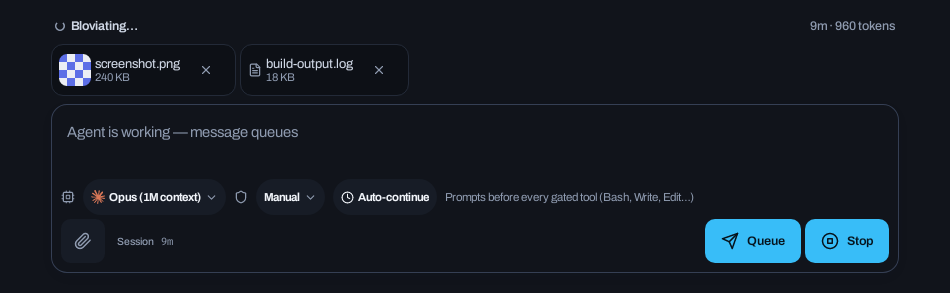 Bloviating... 9m · 960 tokens
screenshot.png
240 KB
build-output.log
18 KB
Agent is working — message queues
Opus (1M context) Manual Auto-continue Prompts before every gated tool (Bash, Write, Edit...)
Session 9m Queue Stop